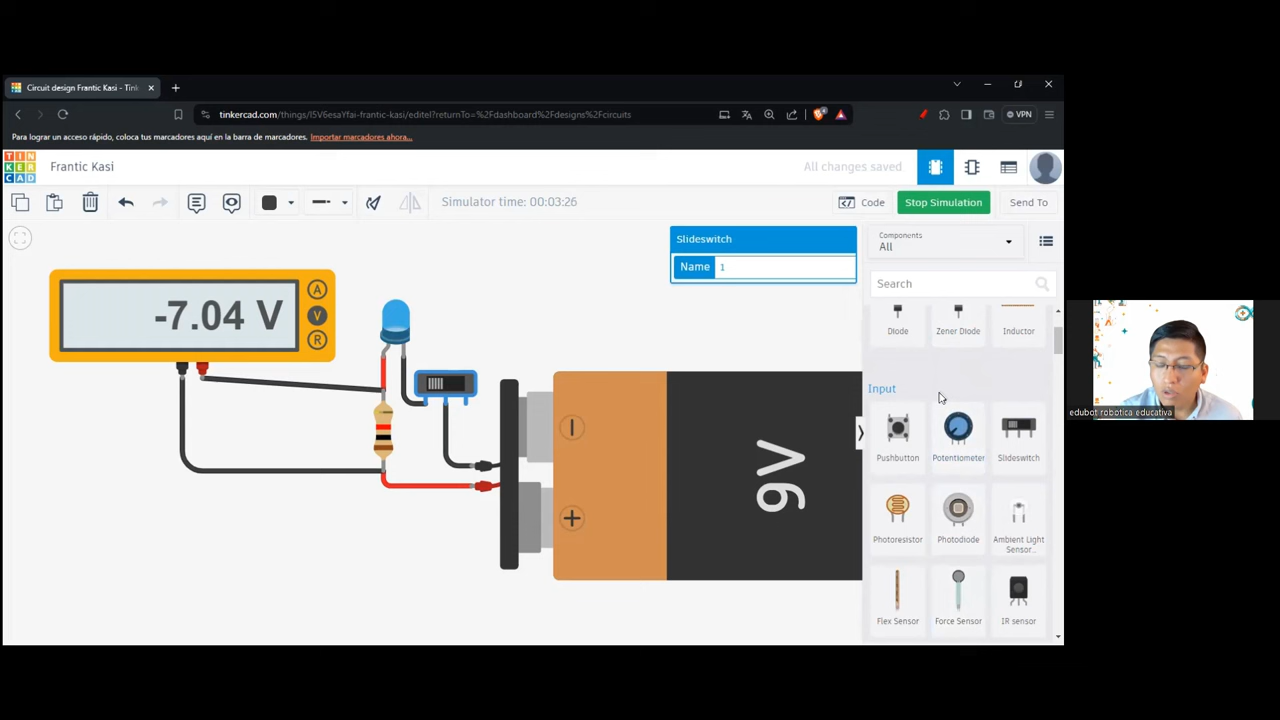 Circuit design Frantic Kasi - Tink
tinkercad.com/things/l5V6esaYfai-frantic-kasi/editel?returnTo=%2Fdashboard%2Fdesigns%2Fcircuits
VPN
Para lograr un acceso rápido, coloca tus marcadores aquí en la barra de marcadores. Importar marcadores ahora...
TIN
KER
CAD
Frantic Kasi
All changes saved
Simulator time: 00:03:26
Code
Stop Simulation
Send To
Slideswitch
Name 1
Components
All
Search
-7.04 V
A
V
R
9V
Diode
Zener Diode
Inductor
Input
Pushbutton
Potentiometer
Slideswitch
Photoresistor
Photodiode
Ambient Light
Sensor...
Flex Sensor
Force Sensor
IR sensor
edubot robotica educativa